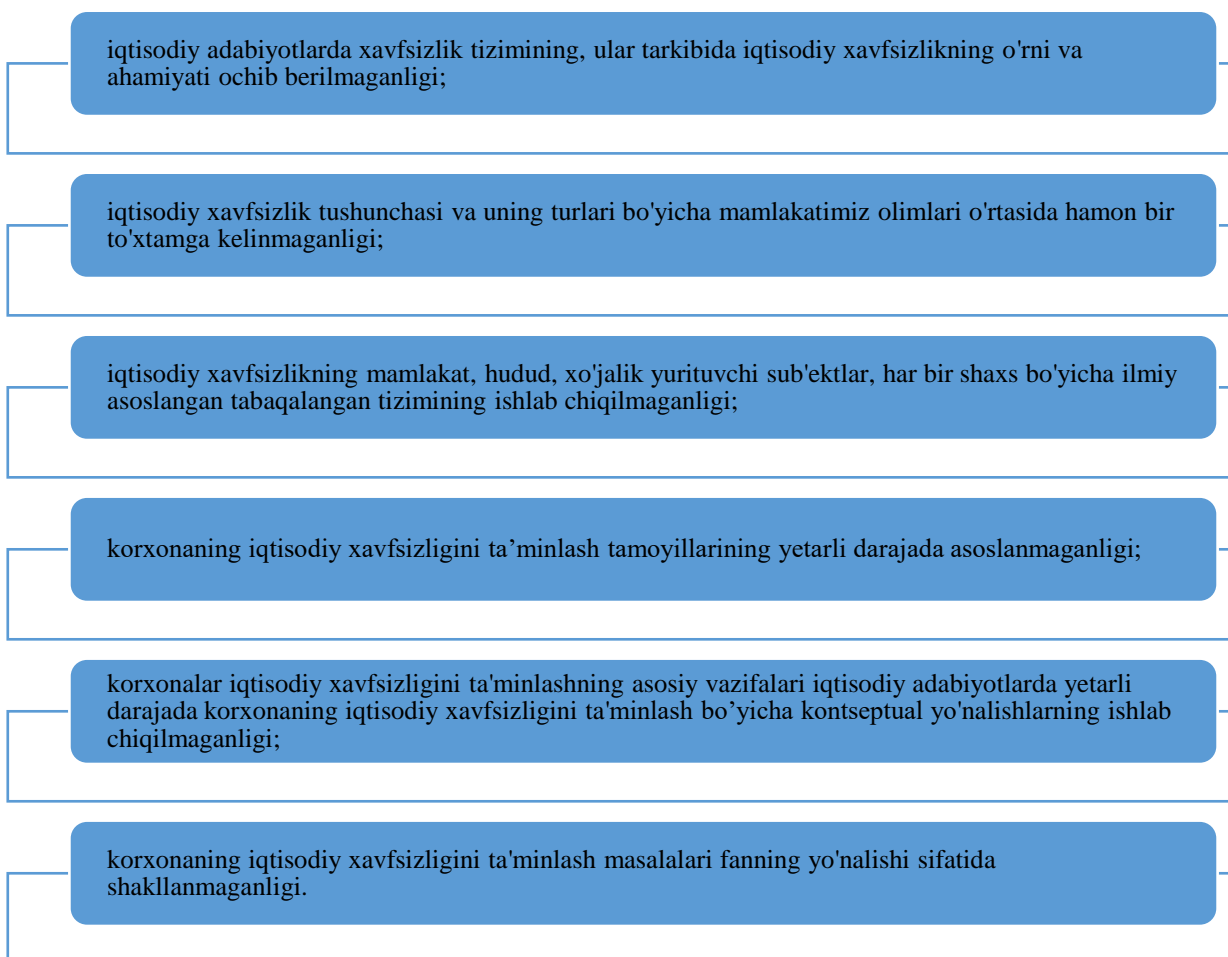 iqtisodiy adabiyotlarda xavfsizlik tizimining, ular tarkibida iqtisodiy xavfsizlikning o'rni va
ahamiyati ochib berilmaganligi;
iqtisodiy xavfsizlik tushunchasi va uning turlari bo'yicha mamlakatimiz olimlari o'rtasida hamon bir
to'xtamga kelinmaganligi;
iqtisodiy xavfsizlikning mamlakat, hudud, xo'jalik yurituvchi sub'ektlar, har bir shaxs bo'yicha ilmiy
asoslangan tabaqalangan tizimining ishlab chiqilmaganligi;
korxonaning iqtisodiy xavfsizligini ta’minlash tamoyillarining yetarli darajada asoslanmaganligi;
korxonalar iqtisodiy xavfsizligini ta'minlashning asosiy vazifalari iqtisodiy adabiyotlarda yetarli
darajada korxonaning iqtisodiy xavfsizligini ta'minlash bo’yicha kontseptual yo'nalishlarning ishlab
chiqilmaganligi;
korxonaning iqtisodiy xavfsizligini ta'minlash masalalari fanning yo'nalishi sifatida
shakllanmaganligi.